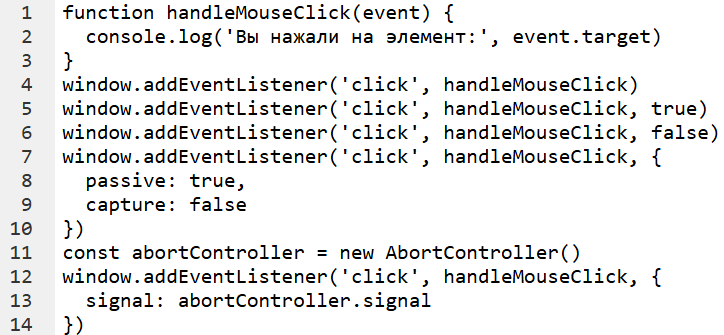 1 function handleMouseClick(event) {
2   console.log('Вы нажали на элемент:', event.target)
3 }
4 window.addEventListener('click', handleMouseClick)
5 window.addEventListener('click', handleMouseClick, true)
6 window.addEventListener('click', handleMouseClick, false)
7 window.addEventListener('click', handleMouseClick, {
8   passive: true,
9   capture: false
10 })
11 const abortController = new AbortController()
12 window.addEventListener('click', handleMouseClick, {
13   signal: abortController.signal
14 })